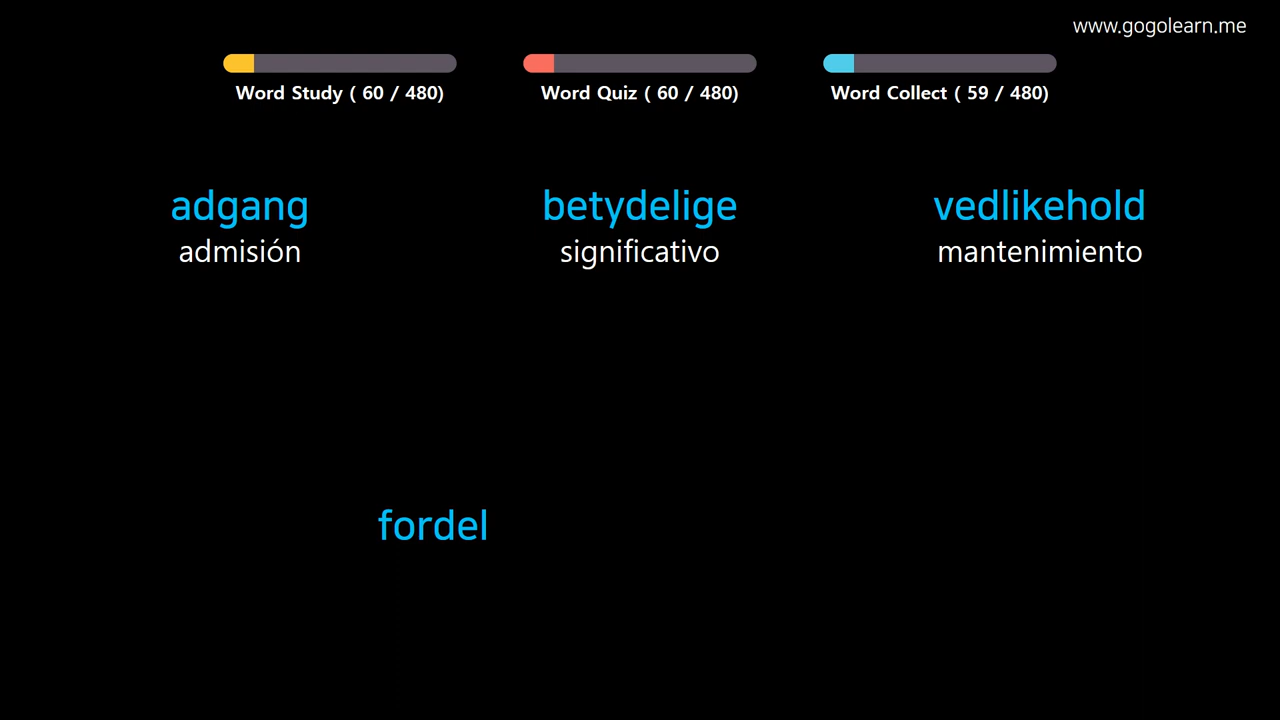 www.gogolearn.me
Word Study ( 60 / 480)
Word Quiz ( 60 / 480)
Word Collect ( 59 / 480)
adgang
admisión
betydelige
significativo
vedlikehold
mantenimiento
fordel